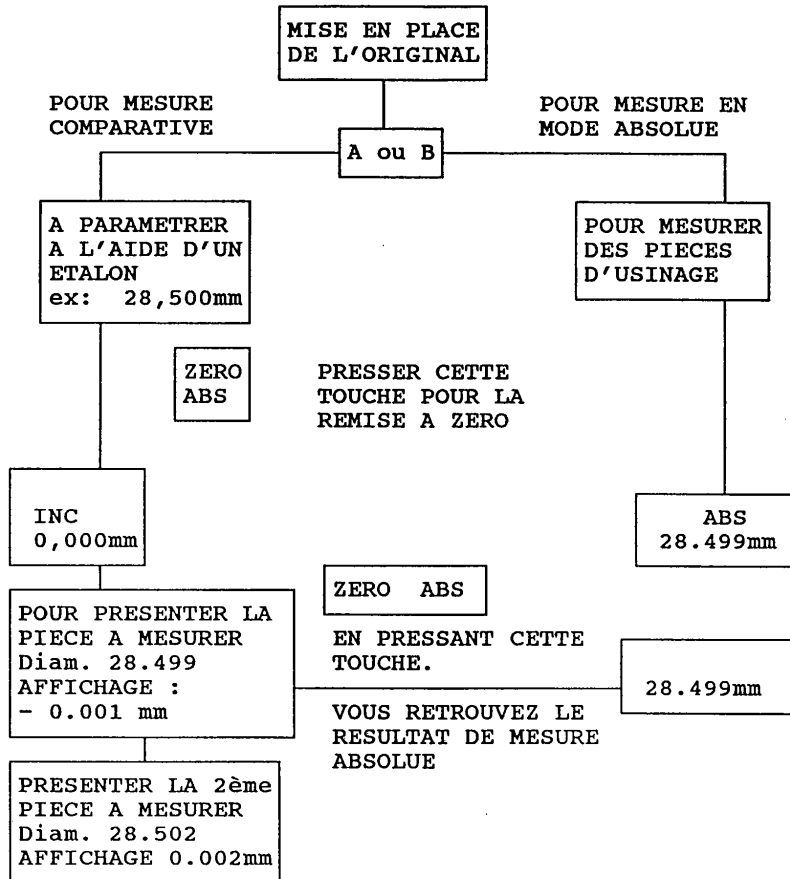 MISE EN PLACE
DE L'ORIGINAL
POUR MESURE
COMPARATIVE
POUR MESURE EN
MODE ABSOLUE
A ou B
A PARAMETRER
A L'AIDE D'UN
ETALON
ex: 28,500mm
POUR MESURER
DES PIECES
D'USINAGE
ZERO
ABS
PRESSER CETTE
TOUCHE POUR LA
REMISE A ZERO
INC
0,000mm
ABS
28.499mm
ZERO ABS
POUR PRESENTER LA
PIECE A MESURER
Diam. 28.499
AFFICHAGE :
- 0.001 mm
EN PRESSANT CETTE
TOUCHE.
28.499mm
VOUS RETROUVEZ LE
RESULTAT DE MESURE
ABSOLUE
PRESENTER LA 2ème
PIECE A MESURER
Diam. 28.502
AFFICHAGE 0.002mm